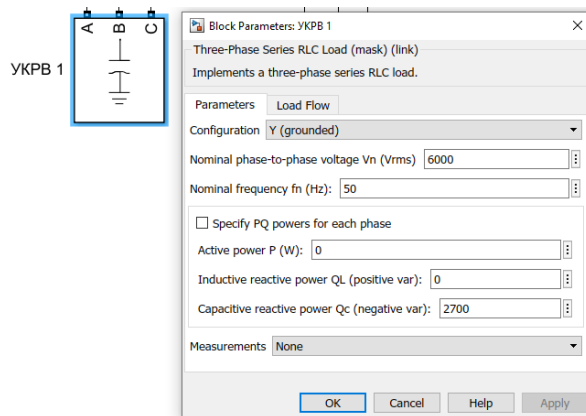 A B C
УКРВ 1
Block Parameters: УКРВ 1
Three-Phase Series RLC Load (mask) (link)
Implements a three-phase series RLC load.
Parameters Load Flow
Configuration Y (grounded)
Nominal phase-to-phase voltage Vn (Vrms) 6000
Nominal frequency fn (Hz): 50
Specify PQ powers for each phase
Active power P (W): 0
Inductive reactive power QL (positive var): 0
Capacitive reactive power Qc (negative var): 2700
Measurements None
OK Cancel Help Apply